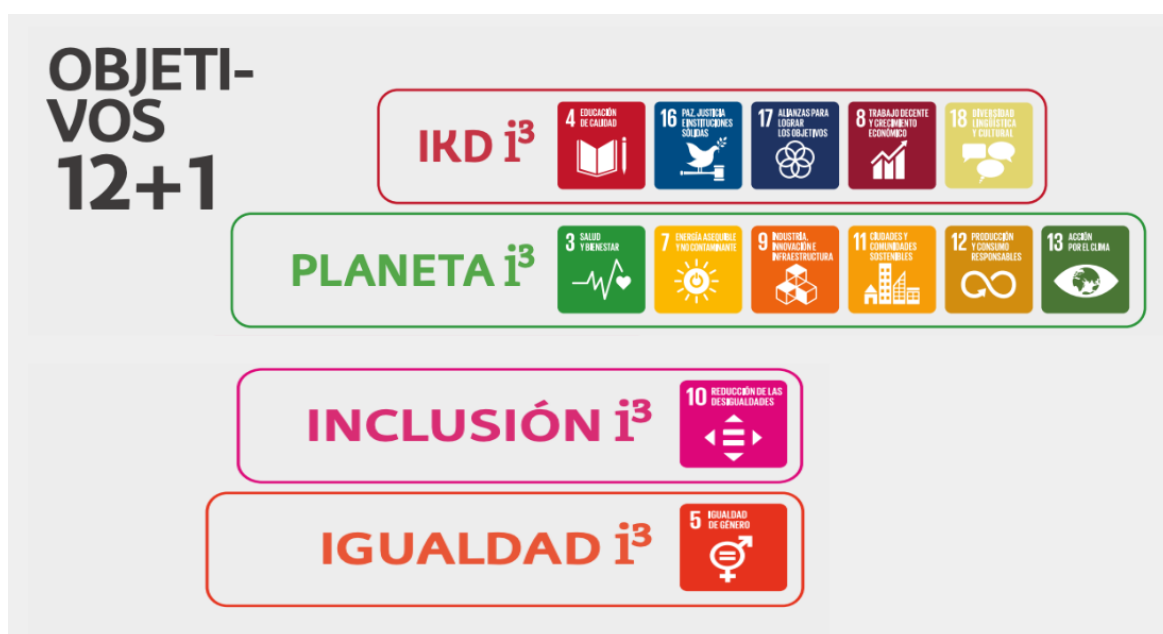 OBJETI-
VOS
12+1
IKD i³
4 EDUCACIÓN
DE CALIDAD
16 PAZ, JUSTICIA
E INSTITUCIONES
SÓLIDAS
17 ALIANZAS PARA
LOGRAR
LOS OBJETIVOS
8 TRABAJO DECENTE
Y CRECIMIENTO
ECONÓMICO
18 DIVERSIDAD
LINGÜÍSTICA
Y CULTURAL
PLANETA i³
3 SALUD
Y BIENESTAR
7 ENERGÍA ASEQUIBLE
Y NO CONTAMINANTE
9 INDUSTRIA,
INNOVACIÓN E
INFRAESTRUCTURA
11 CIUDADES Y
COMUNIDADES
SOSTENIBLES
12 PRODUCCIÓN
Y CONSUMO
RESPONSABLES
13 ACCIÓN
POR EL CLIMA
INCLUSIÓN i³
10 REDUCCIÓN DE LAS
DESIGUALDADES
IGUALDAD i³
5 IGUALDAD
DE GÉNERO